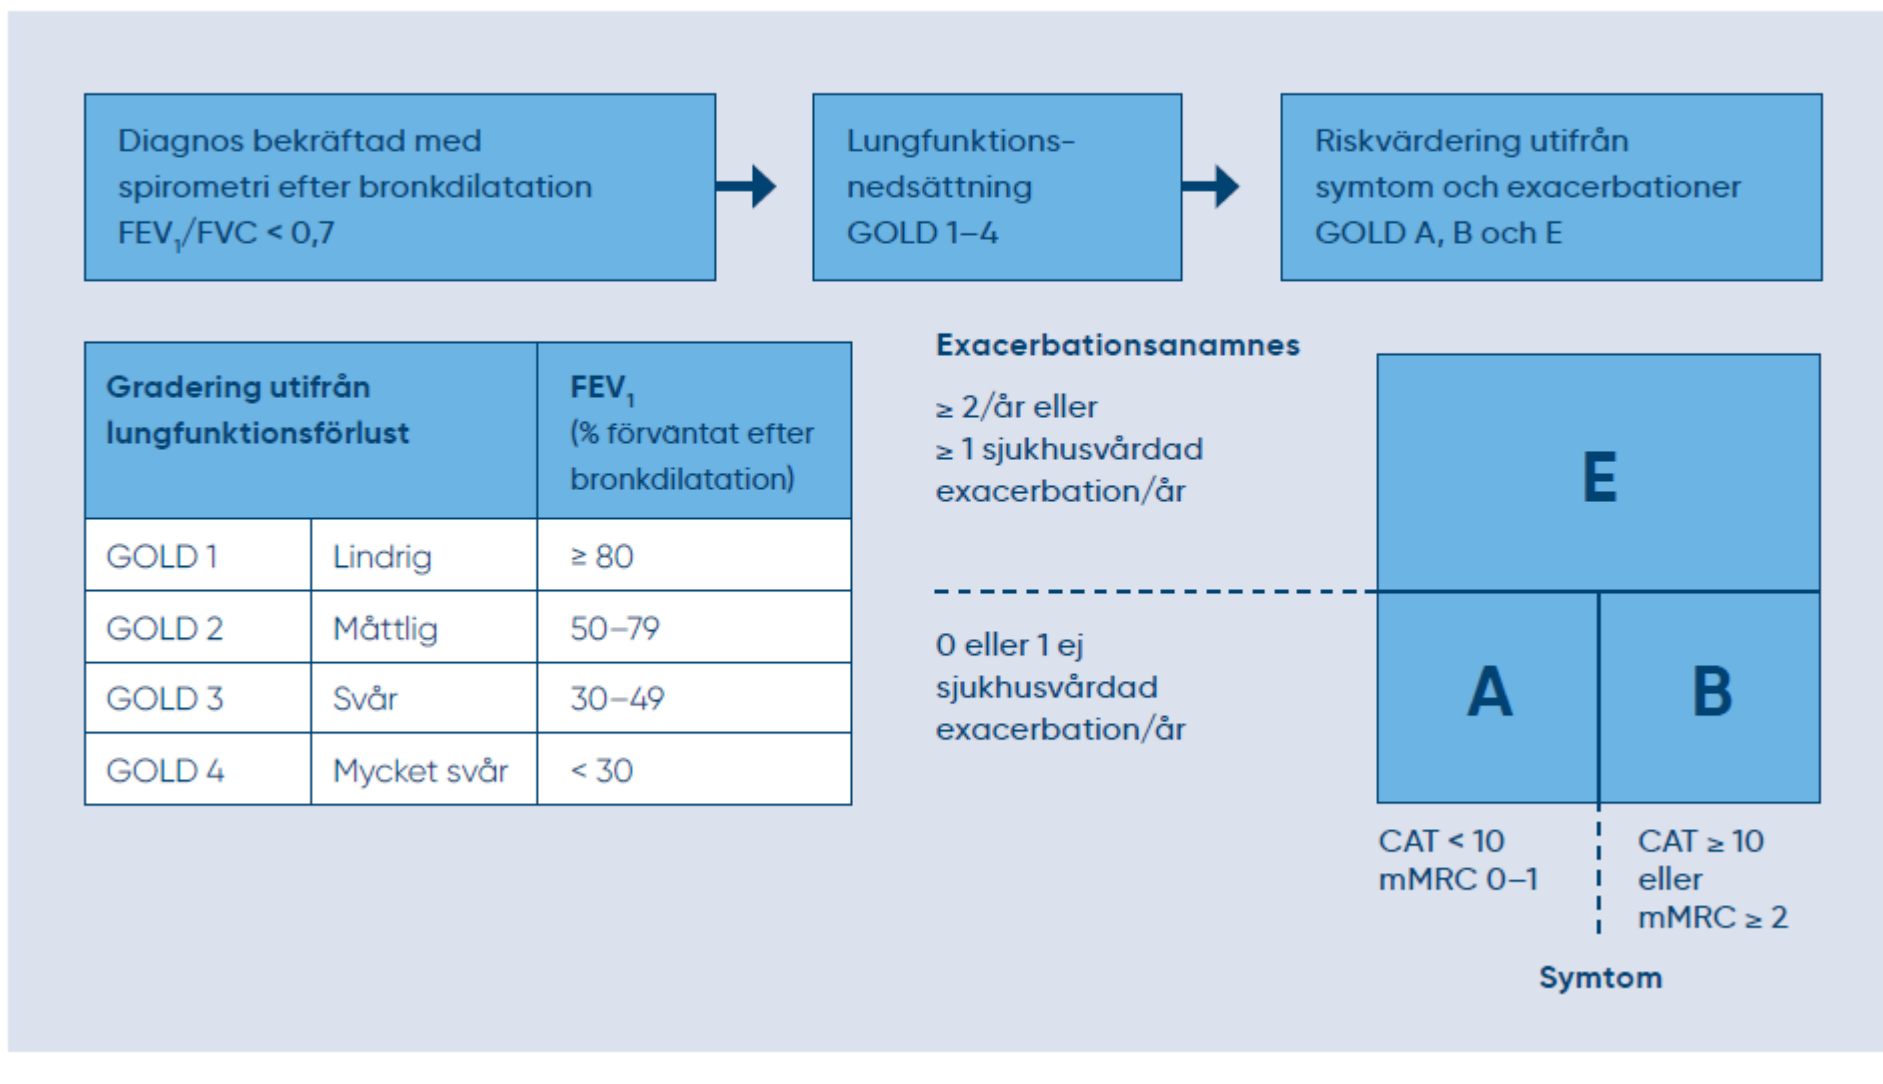 Diagnos bekräftad med
spirometri efter bronkdilatation
FEV₁/FVC < 0,7
Lungfunktions-
nedsättning
GOLD 1–4
Riskvärdering utifrån
symtom och exacerbationer
GOLD A, B och E
Gradering utifrån
lungfunktionsförlust
FEV₁
(% förväntat efter
bronkdilatation)
GOLD 1 Lindrig ≥ 80
GOLD 2 Måttlig 50–79
GOLD 3 Svår 30–49
GOLD 4 Mycket svår < 30
Exacerbationsanamnes
≥ 2/år eller
≥ 1 sjukhusvårdad
exacerbation/år
E
0 eller 1 ej
sjukhusvårdad
exacerbation/år
A B
CAT < 10
mMRC 0–1
CAT ≥ 10
eller
mMRC ≥ 2
Symtom